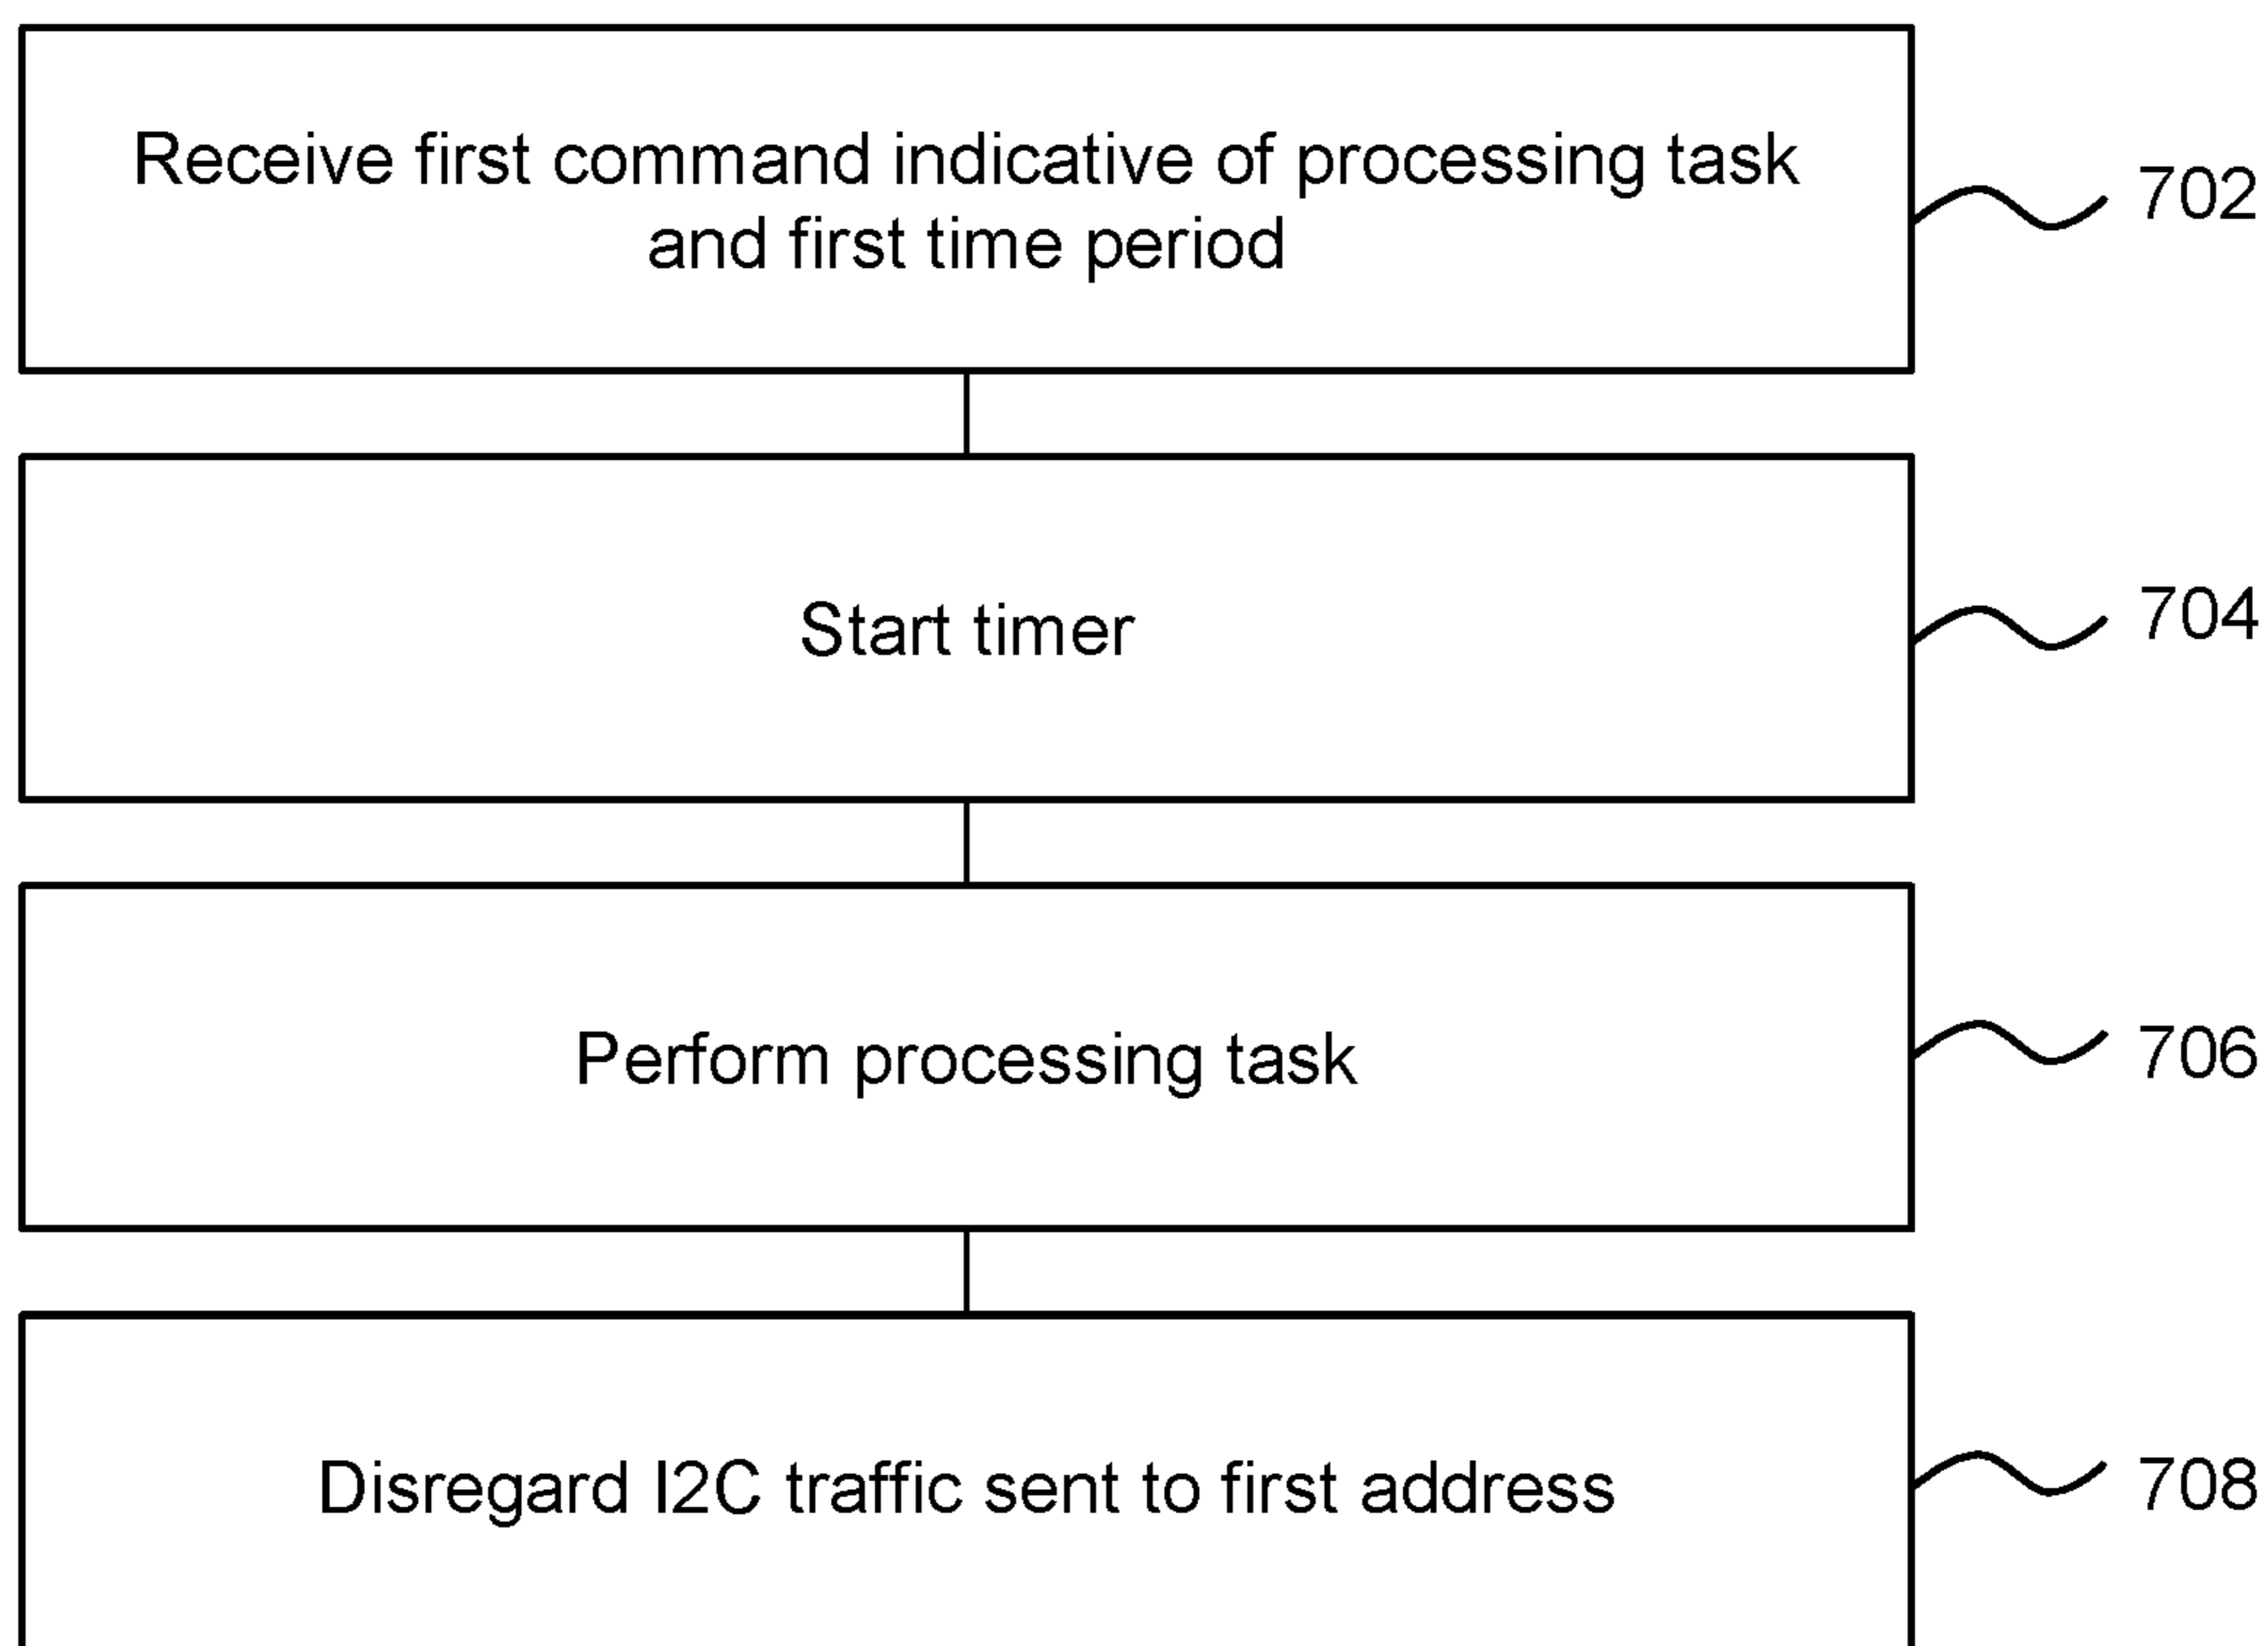 Receive first command indicative of processing task
and first time period
702
Start timer
704
Perform processing task
706
Disregard I2C traffic sent to first address
708